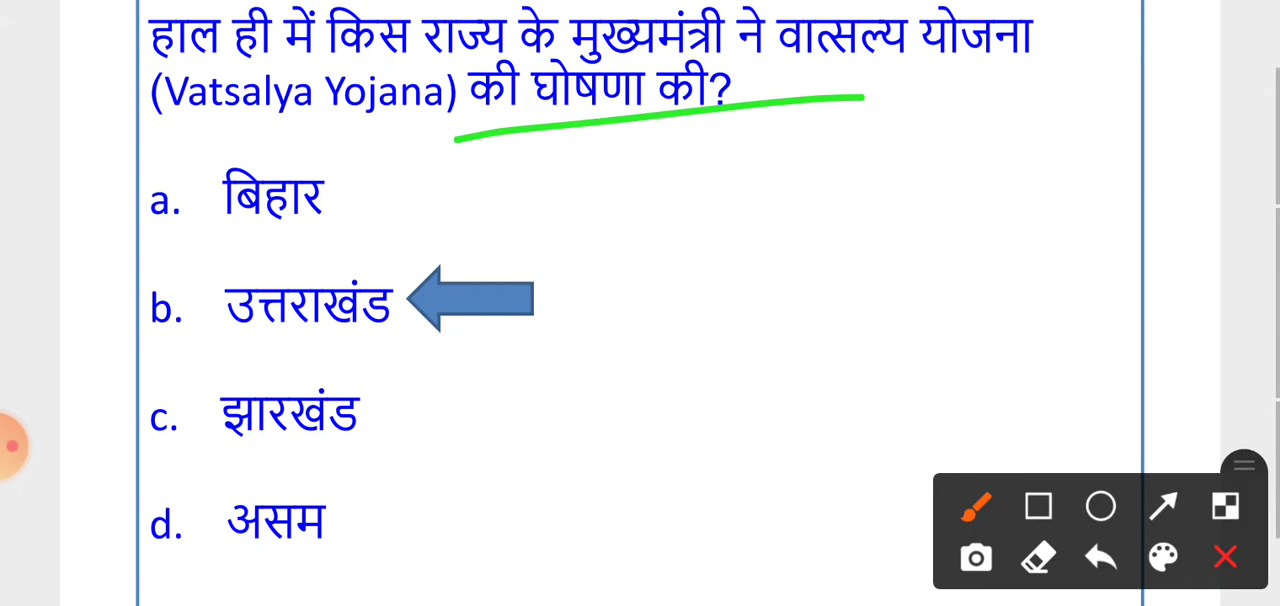 हाल ही में किस राज्य के मुख्यमंत्री ने वात्सल्य योजना
(Vatsalya Yojana) की घोषणा की?
a. बिहार
b. उत्तराखंड
c. झारखंड
d. असम